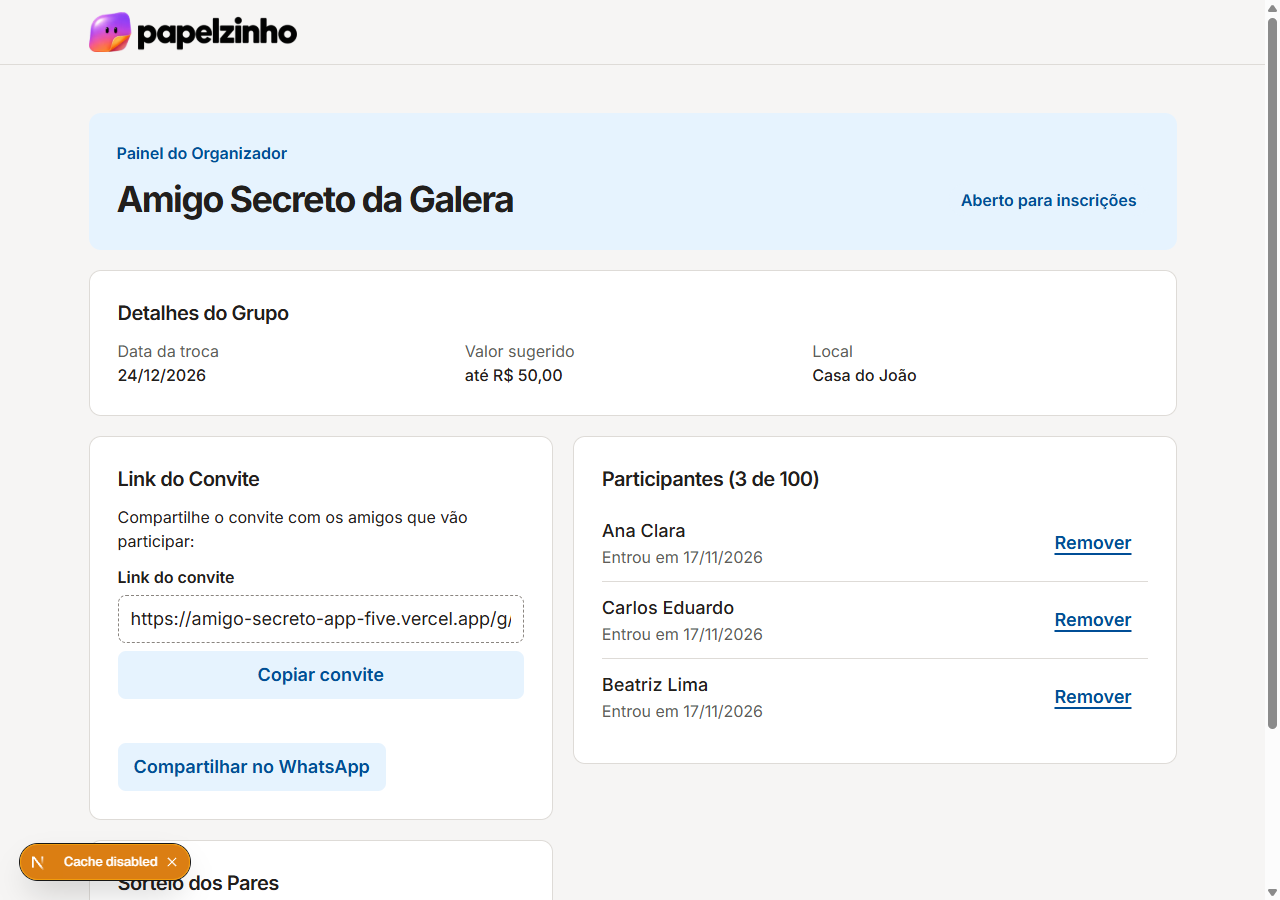 papelzinho
Painel do Organizador
Amigo Secreto da Galera
Aberto para inscrições
Detalhes do Grupo
Data da troca
24/12/2026
Valor sugerido
até R$ 50,00
Local
Casa do João
Link do Convite
Compartilhe o convite com os amigos que vão
participar:
Link do convite
https://amigo-secreto-app-five.vercel.app/g/
Copiar convite
Compartilhar no WhatsApp
Participantes (3 de 100)
Ana Clara
Entrou em 17/11/2026
Remover
Carlos Eduardo
Entrou em 17/11/2026
Remover
Beatriz Lima
Entrou em 17/11/2026
Remover
N Cache disabled
Sorteio dos Pares